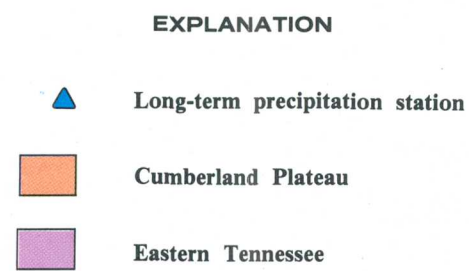 EXPLANATION
Long-term precipitation station
Cumberland Plateau
Eastern Tennessee